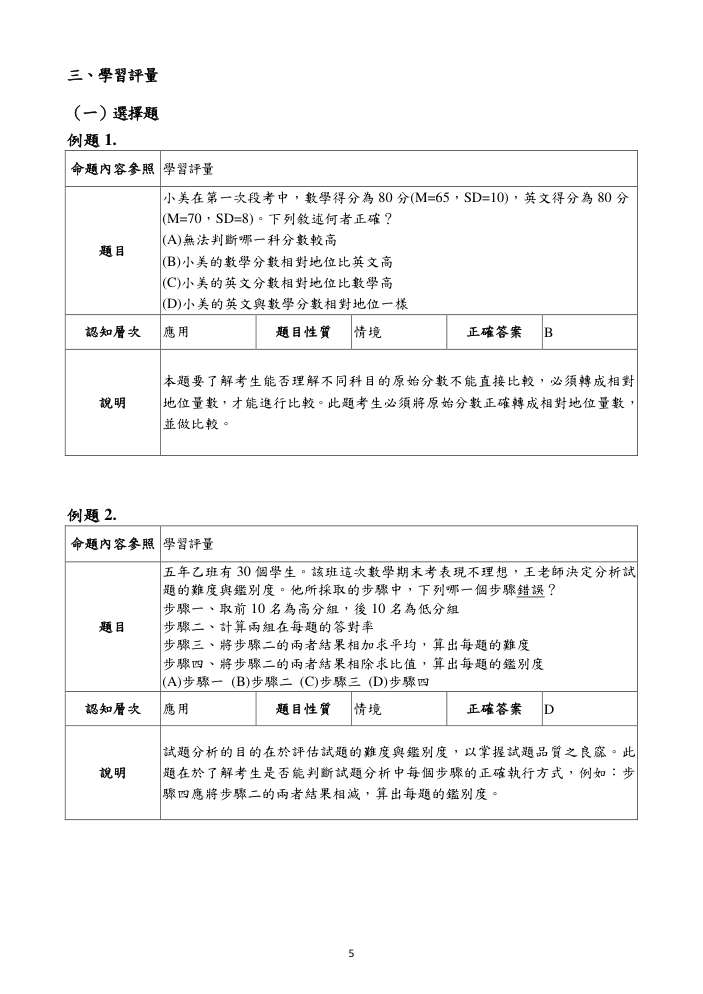 三、學習評量
（一）選擇題
例題 1.
命題內容參照 學習評量
題目
小美在第一次段考中，數學得分為 80 分(M=65，SD=10)，英文得分為 80 分
(M=70，SD=8)。下列敘述何者正確？
(A)無法判斷哪一科分數較高
(B)小美的數學分數相對地位比英文高
(C)小美的英文分數相對地位比數學高
(D)小美的英文與數學分數相對地位一樣
認知層次 應用 題目性質 情境 正確答案 B
說明
本題要了解考生能否理解不同科目的原始分數不能直接比較，必須轉成相對
地位量數，才能進行比較。此題考生必須將原始分數正確轉成相對地位量數，
並做比較。
例題 2.
命題內容參照 學習評量
題目
五年乙班有 30 個學生。該班這次數學期末考表現不理想，王老師決定分析試
題的難度與鑑別度。他所採取的步驟中，下列哪一個步驟錯誤？
步驟一、取前 10 名為高分組，後 10 名為低分組
步驟二、計算兩組在每題的答對率
步驟三、將步驟二的兩者結果相加求平均，算出每題的難度
步驟四、將步驟二的兩者結果相除求比值，算出每題的鑑別度
(A)步驟一 (B)步驟二 (C)步驟三 (D)步驟四
認知層次 應用 題目性質 情境 正確答案 D
說明
試題分析的目的在於評估試題的難度與鑑別度，以掌握試題品質之良窳。此
題在於了解考生是否能判斷試題分析中每個步驟的正確執行方式，例如：步
驟四應將步驟二的兩者結果相減，算出每題的鑑別度。
5